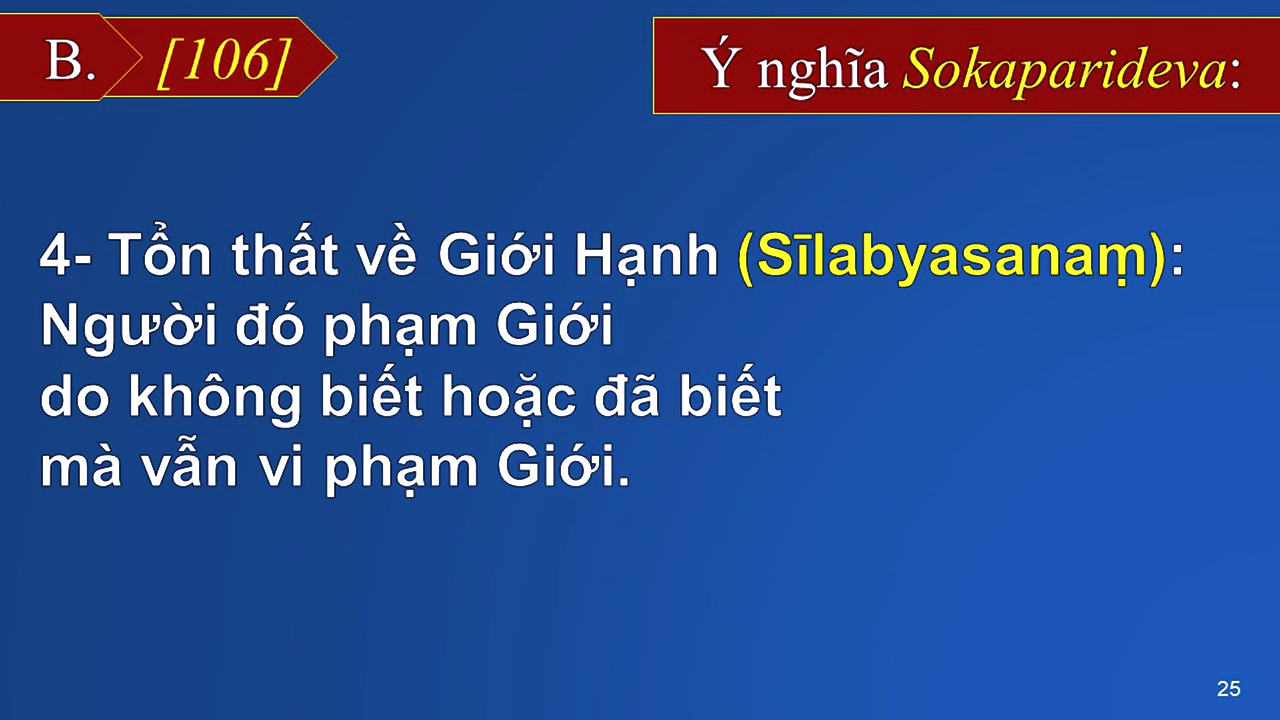 B. [106]
Ý nghĩa Sokaparideva:
4- Tổn thất về Giới Hạnh (Sīlabyasanaṃ):
Người đó phạm Giới
do không biết hoặc đã biết
mà vẫn vi phạm Giới.
25